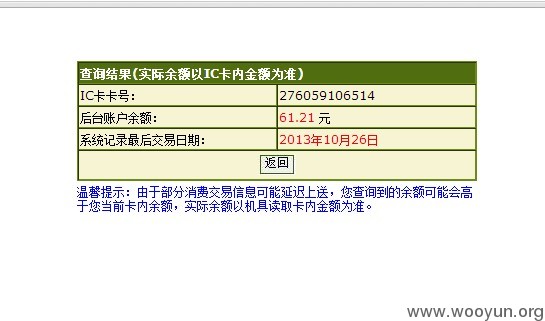 查询结果(实际余额以IC卡内金额为准)
IC卡卡号： 276059106514
后台账户余额： 61.21 元
系统记录最后交易日期： 2013年10月26日
返回
温馨提示：由于部分消费交易信息可能延迟上送，您查询到的余额可能会高
于您当前卡内余额，实际余额以机具读取卡内金额为准。
www.wooyun.org